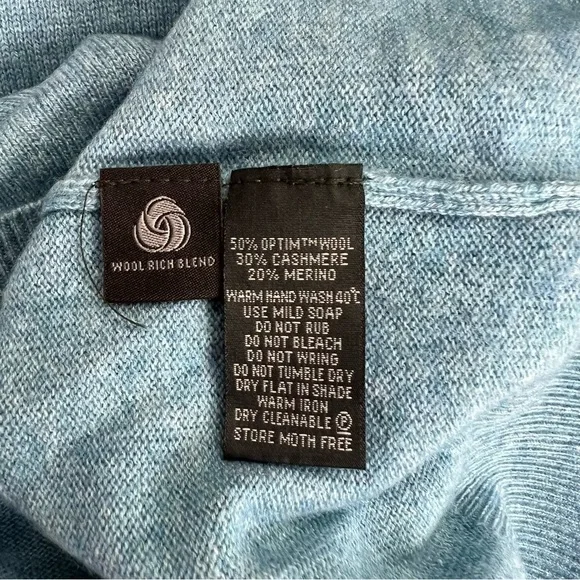 WOOL RICH BLEND
50% OPTIM™WOOL
30% CASHMERE
20% MERINO
WARM HAND WASH 40°C
USE MILD SOAP
DO NOT RUB
DO NOT BLEACH
DO NOT WRING
DO NOT TUMBLE DRY
DRY FLAT IN SHADE
WARM IRON
DRY CLEANABLE Ⓟ
STORE MOTH FREE